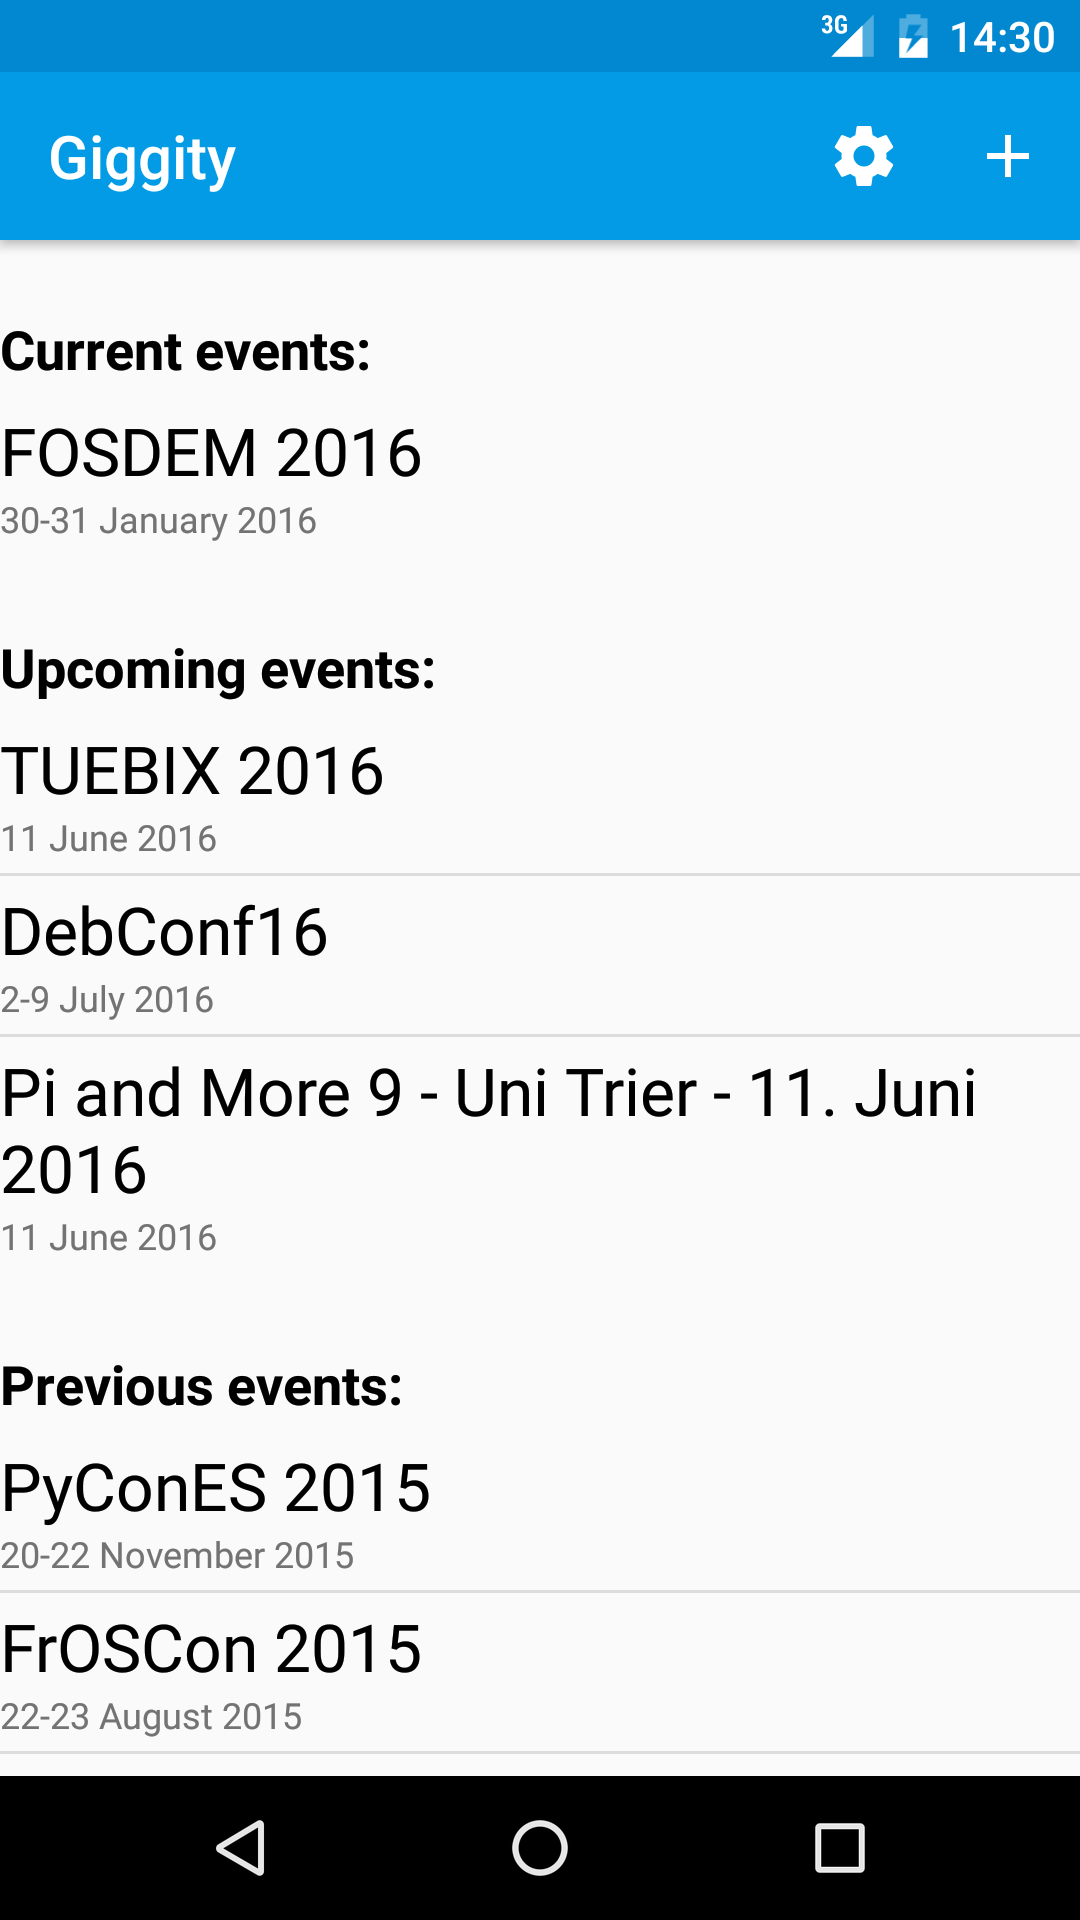 3G 14:30
Giggity
Current events:
FOSDEM 2016
30-31 January 2016
Upcoming events:
TUEBIX 2016
11 June 2016
DebConf16
2-9 July 2016
Pi and More 9 - Uni Trier - 11. Juni
2016
11 June 2016
Previous events:
PyConES 2015
20-22 November 2015
FrOSCon 2015
22-23 August 2015